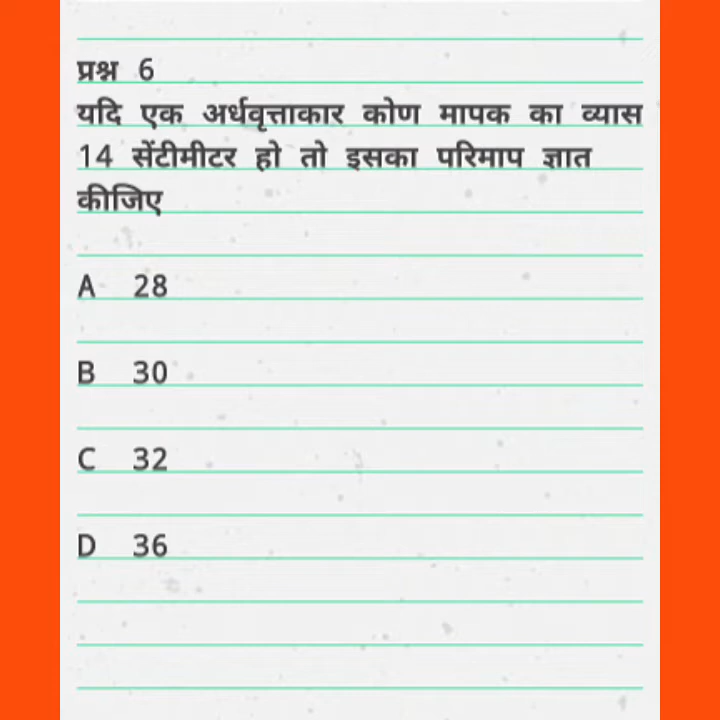 प्रश्न 6
यदि एक अर्धवृत्ताकार कोण मापक का व्यास
14 सेंटीमीटर हो तो इसका परिमाप ज्ञात
कीजिए
A 28
B 30
C 32
D 36